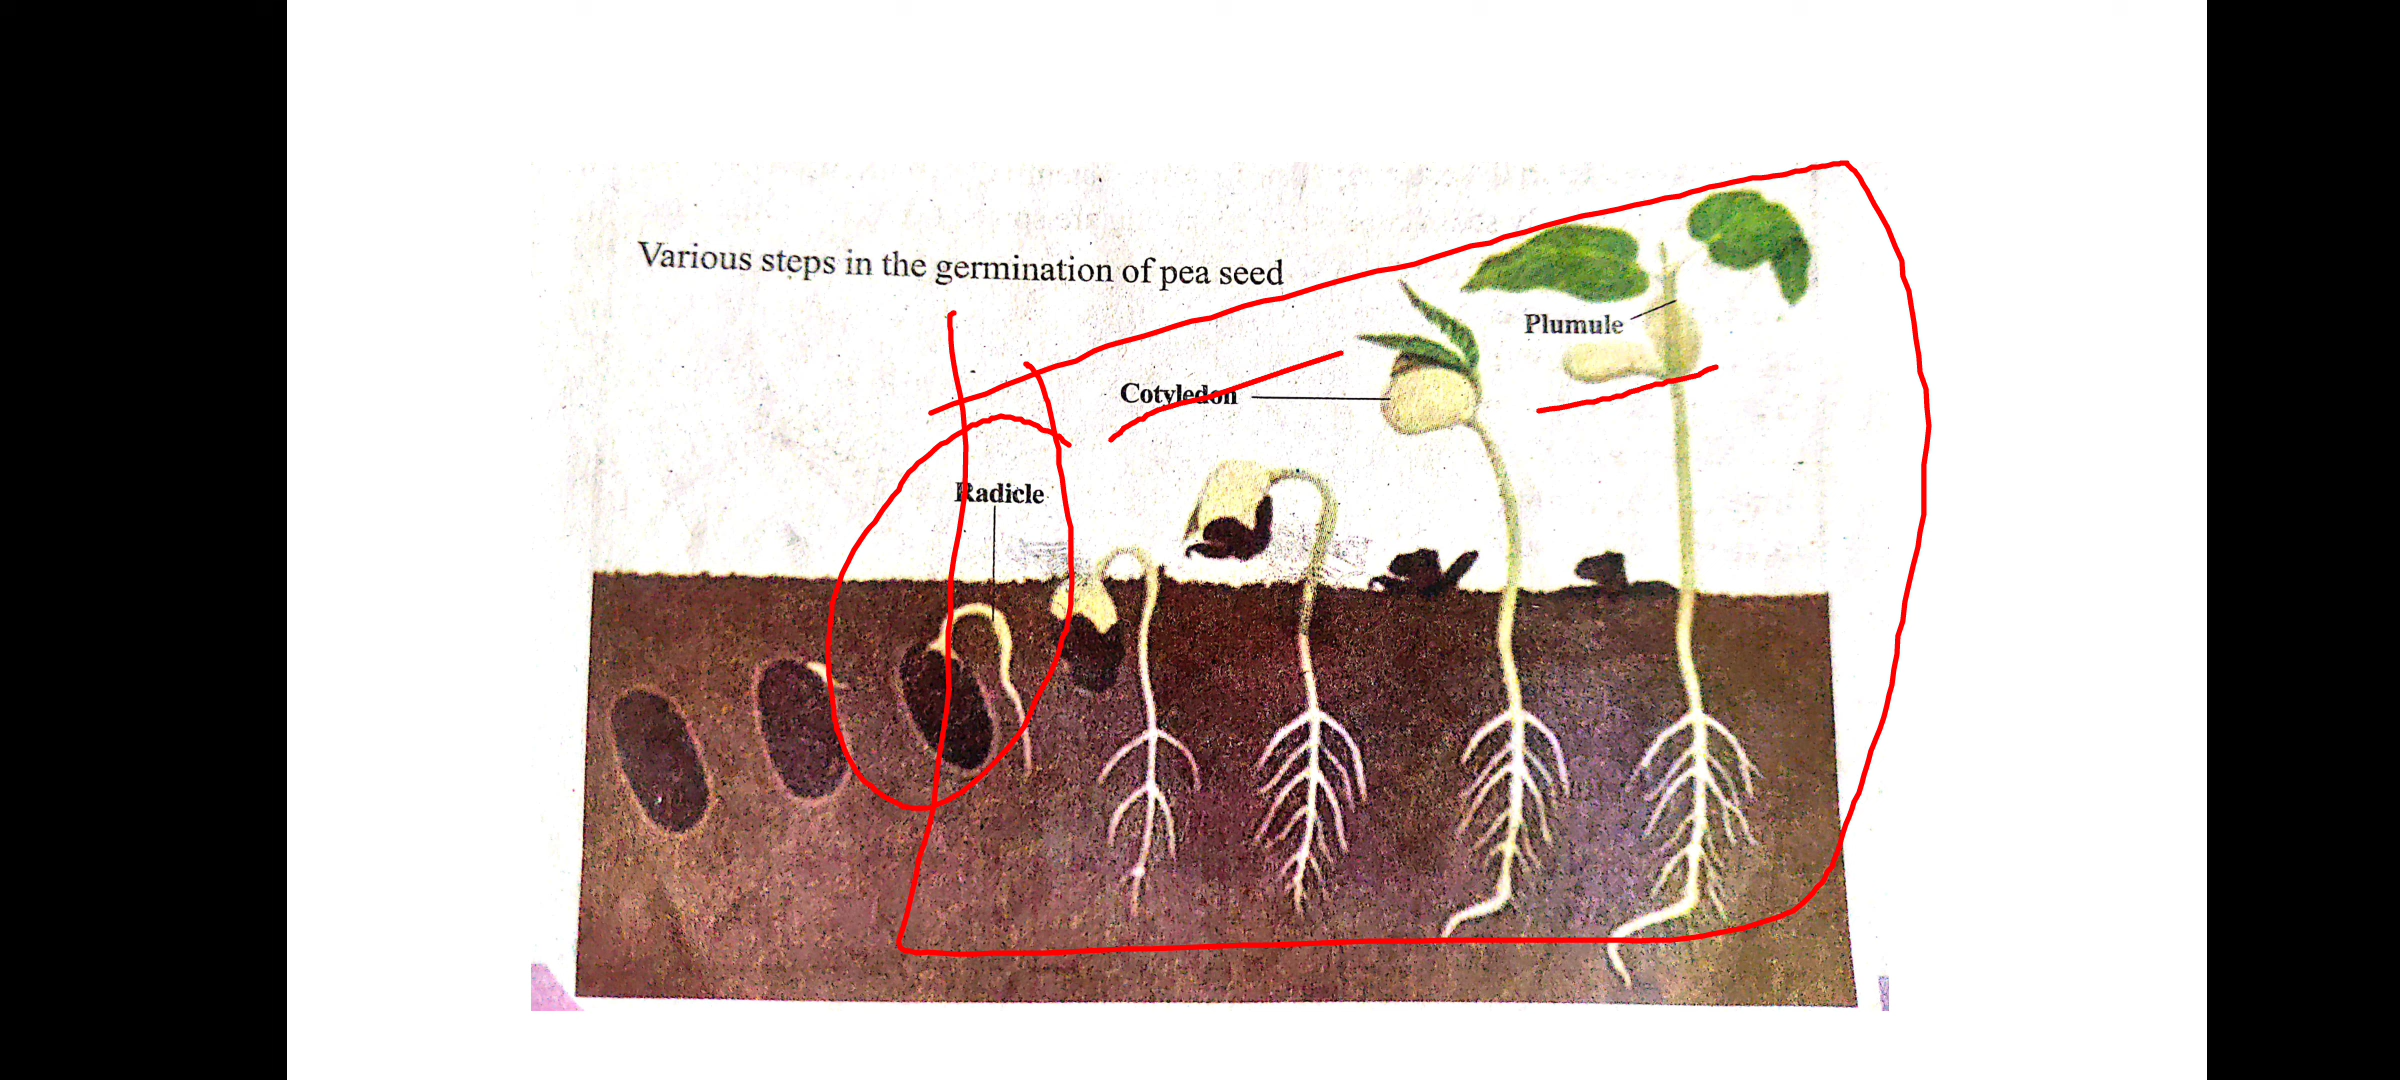 Various steps in the germination of pea seed
Plumule
Cotyledon
Radicle